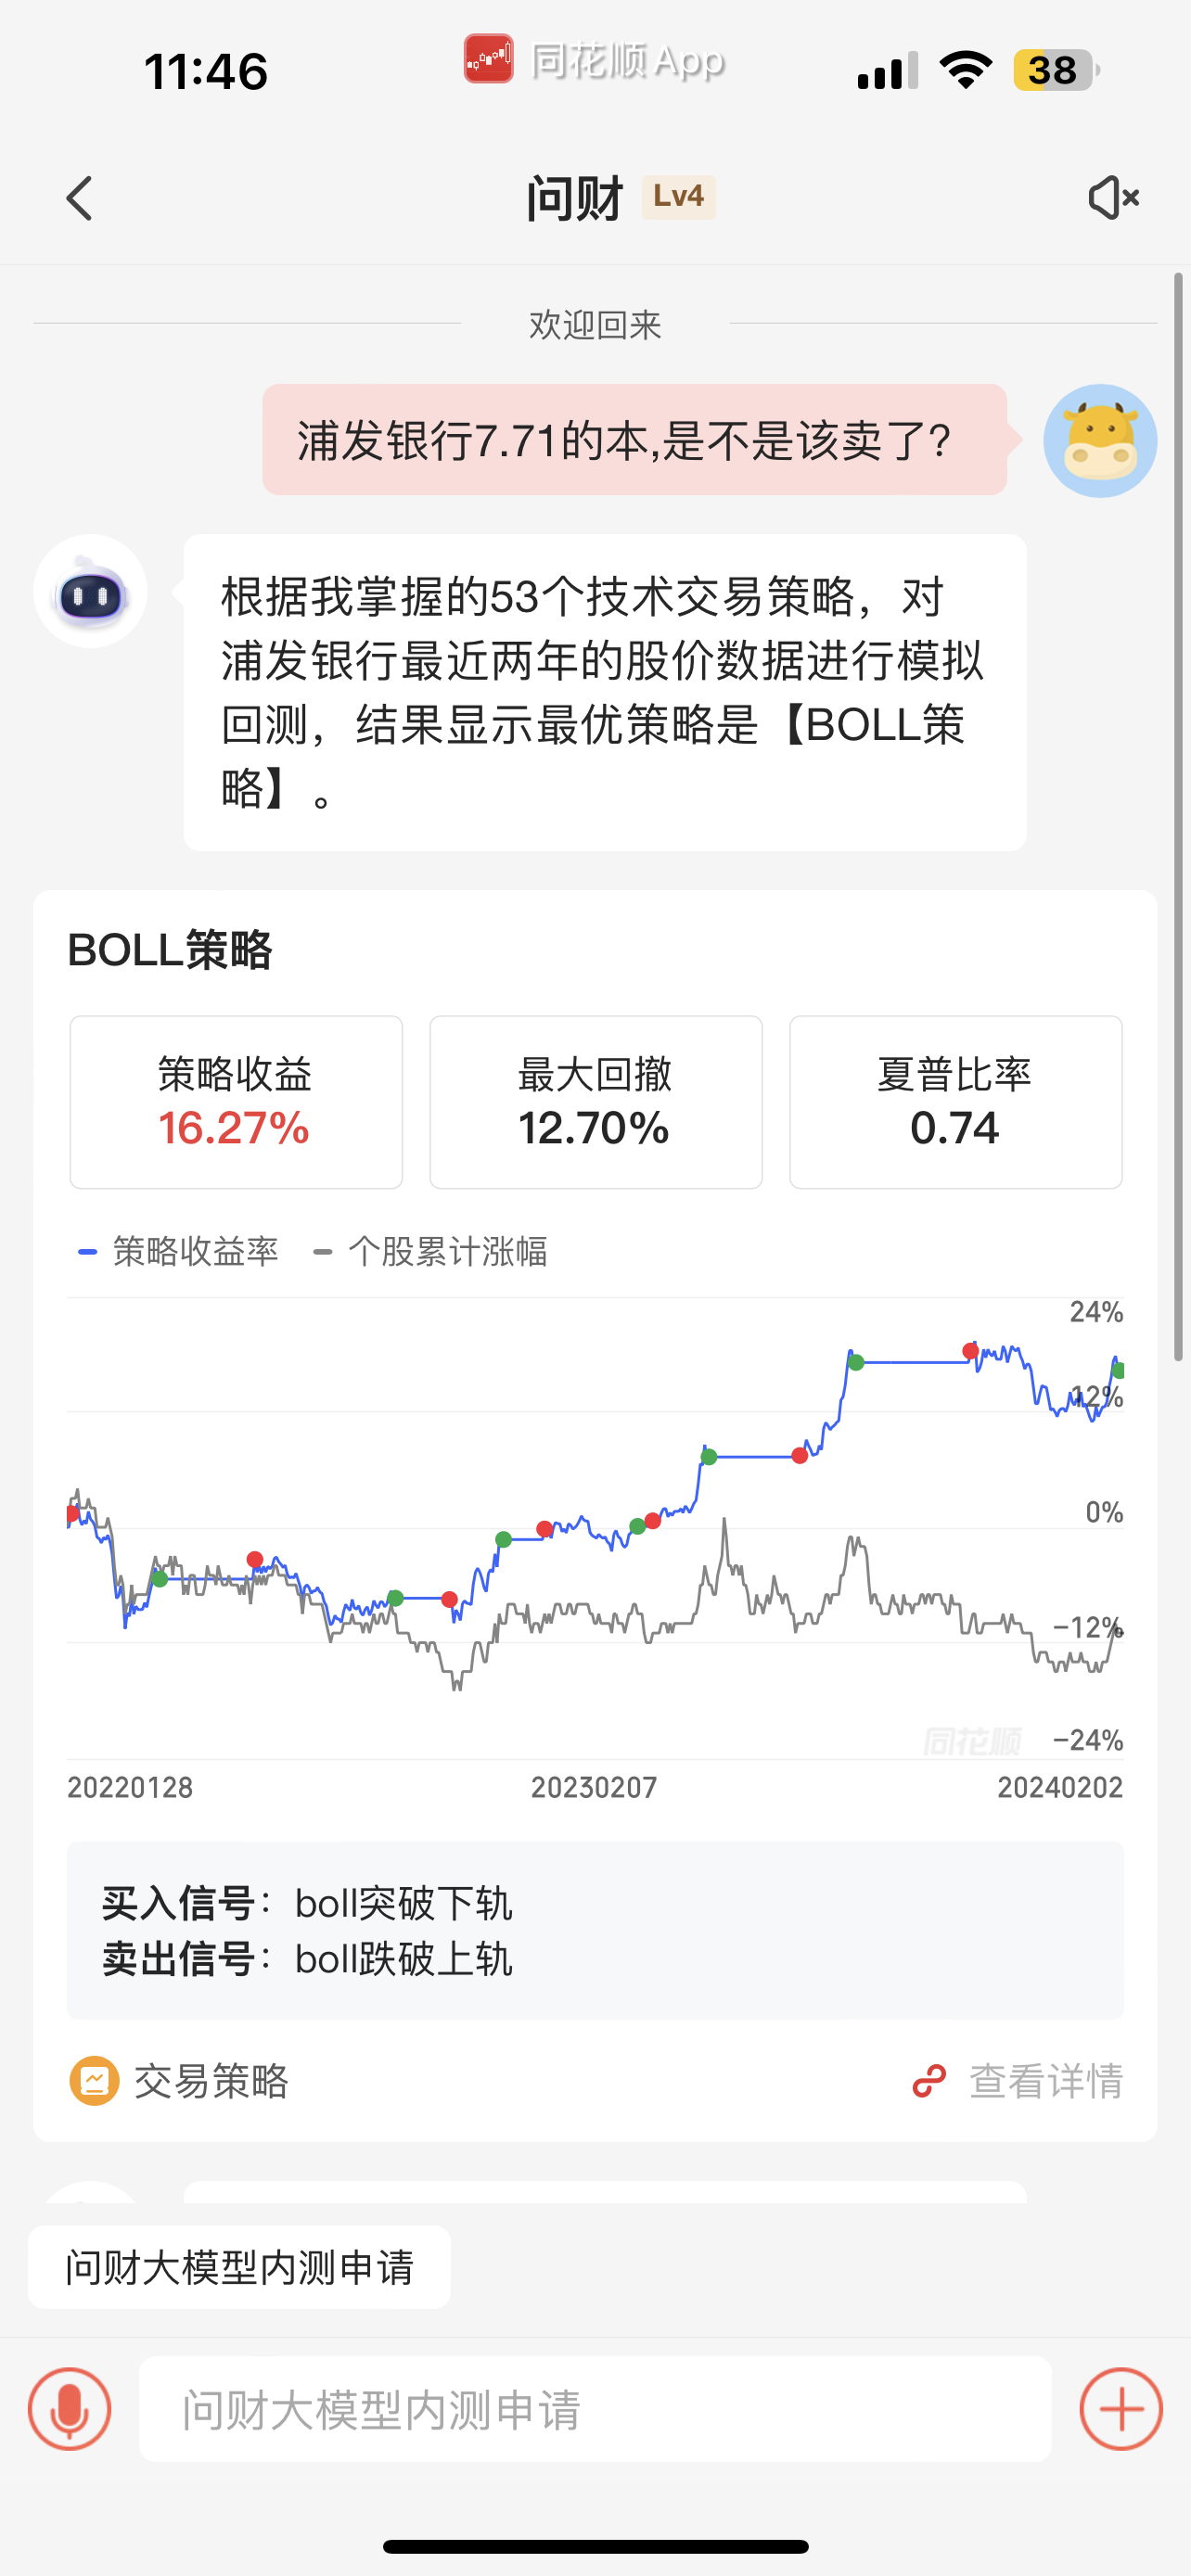 11:46
同花顺 App
38
问财 Lv4
欢迎回来
浦发银行7.71的本,是不是该卖了?
根据我掌握的53个技术交易策略，对
浦发银行最近两年的股价数据进行模拟
回测，结果显示最优策略是【BOLL策
略】。
BOLL策略
策略收益
16.27%
最大回撤
12.70%
夏普比率
0.74
策略收益率
个股累计涨幅
24%
12%
0%
-12%
同花顺
-24%
20220128
20230207
20240202
买入信号：boll突破下轨
卖出信号：boll跌破上轨
交易策略
查看详情
问财大模型内测申请
问财大模型内测申请